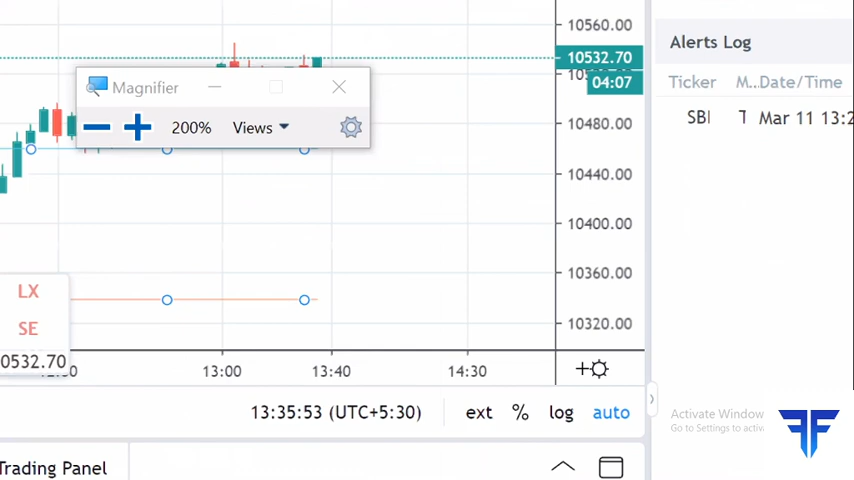 10560.00
Alerts Log
10532.70
04:07
Ticker M.. Date/Time
Magnifier
SBI T Mar 11 13:2
200% Views
10480.00
10440.00
10400.00
10360.00
10320.00
LX
SE
0532.70
13:00 13:40 14:30
13:35:53 (UTC+5:30) ext % log auto
Activate Window
Go to Settings to activ
Trading Panel